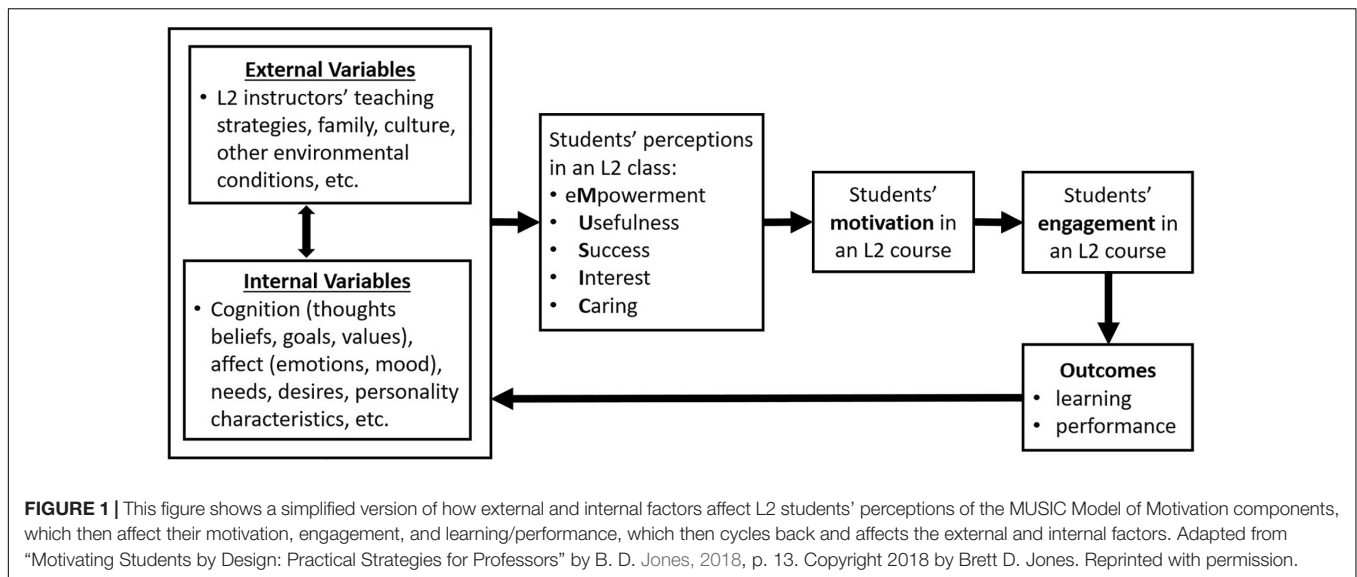 External Variables
• L2 instructors' teaching
strategies, family, culture,
other environmental
conditions, etc.
Internal Variables
• Cognition (thoughts
beliefs, goals, values),
affect (emotions, mood),
needs, desires, personality
characteristics, etc.
Students' perceptions
in an L2 class:
• eMpowerment
• Usefulness
• Success
• Interest
• Caring
Students'
motivation in
an L2 course
Students'
engagement in
an L2 course
Outcomes
• learning
• performance
FIGURE 1 | This figure shows a simplified version of how external and internal factors affect L2 students' perceptions of the MUSIC Model of Motivation components,
which then affect their motivation, engagement, and learning/performance, which then cycles back and affects the external and internal factors. Adapted from
"Motivating Students by Design: Practical Strategies for Professors" by B. D. Jones, 2018, p. 13. Copyright 2018 by Brett D. Jones. Reprinted with permission.